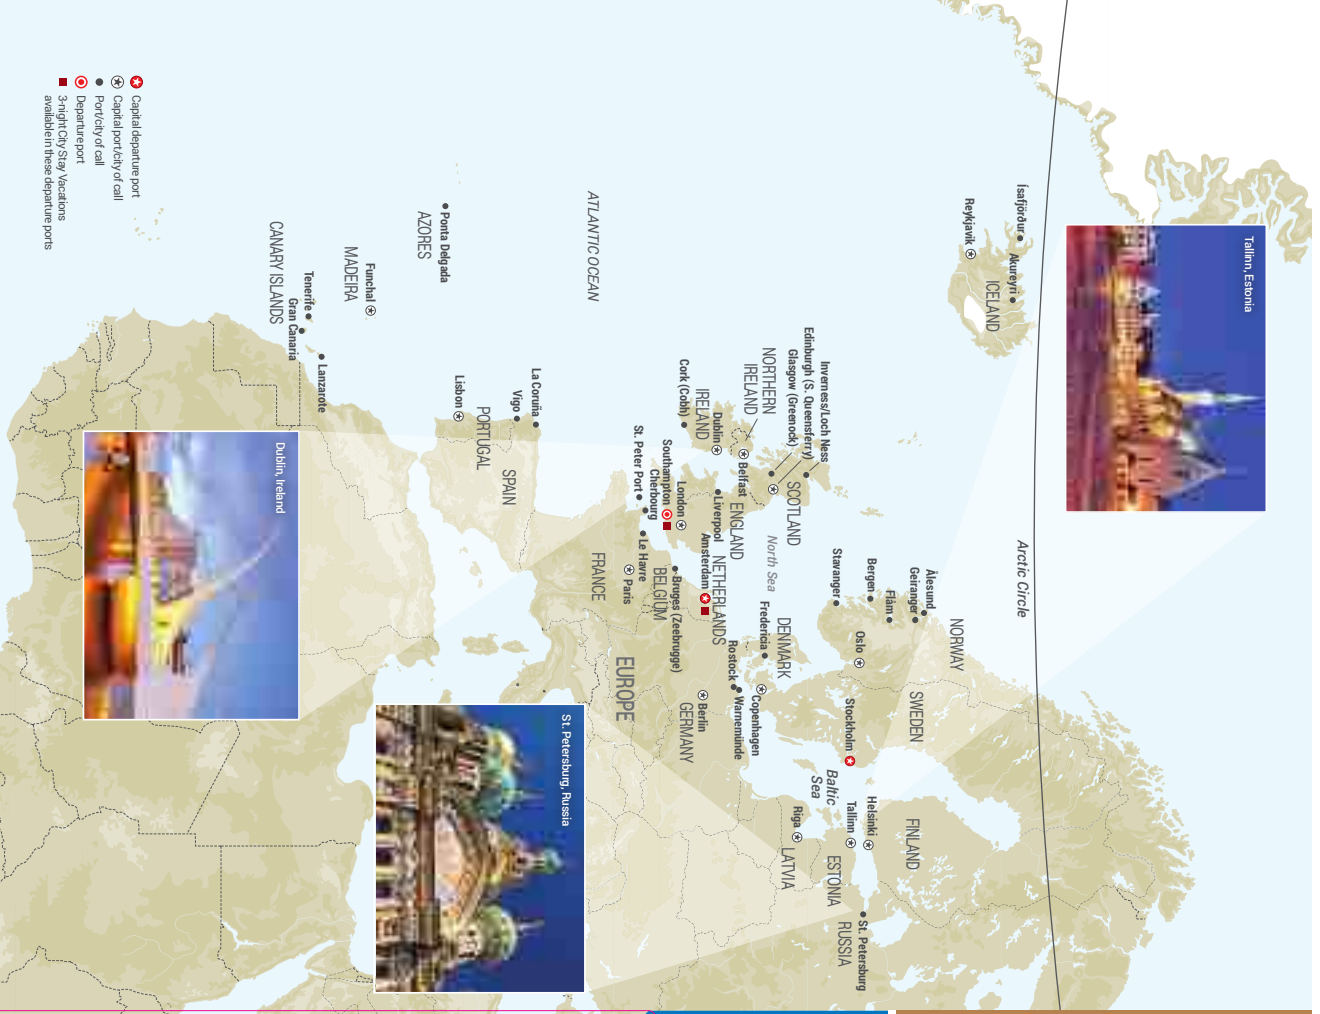 Tallinn, Estonia
Arctic Circle
Ísafjörður
Akureyri
Reykjavik
ICELAND
NORWAY
Ålesund
Geiranger
Flåm
Bergen
Stavanger
Oslo
SWEDEN
Stockholm
FINLAND
Helsinki
Tallinn
ESTONIA
Baltic
Sea
Riga
LATVIA
St. Petersburg
RUSSIA
Inverness/Loch Ness
Edinburgh (S. Queensferry)
Glasgow (Greenock)
SCOTLAND
NORTHERN
IRELAND
Belfast
Dublin
IRELAND
Cork (Cobh)
Liverpool
ENGLAND
London
Southampton
North Sea
DENMARK
Fredericia
Copenhagen
Warnemünde
Rostock
Berlin
GERMANY
NETHERLANDS
Amsterdam
Bruges (Zeebrugge)
BELGIUM
Cherbourg
St. Peter Port
Le Havre
Paris
FRANCE
EUROPE
ATLANTIC OCEAN
La Coruña
Vigo
SPAIN
PORTUGAL
Lisbon
Ponta Delgada
AZORES
Funchal
MADEIRA
Lanzarote
Tenerife
Gran Canaria
CANARY ISLANDS
St. Petersburg, Russia
Dublin, Ireland
Capital departure port
Capital port/city of call
Port/city of call
Departure port
3-night City Stay Vacations
available in these departure ports